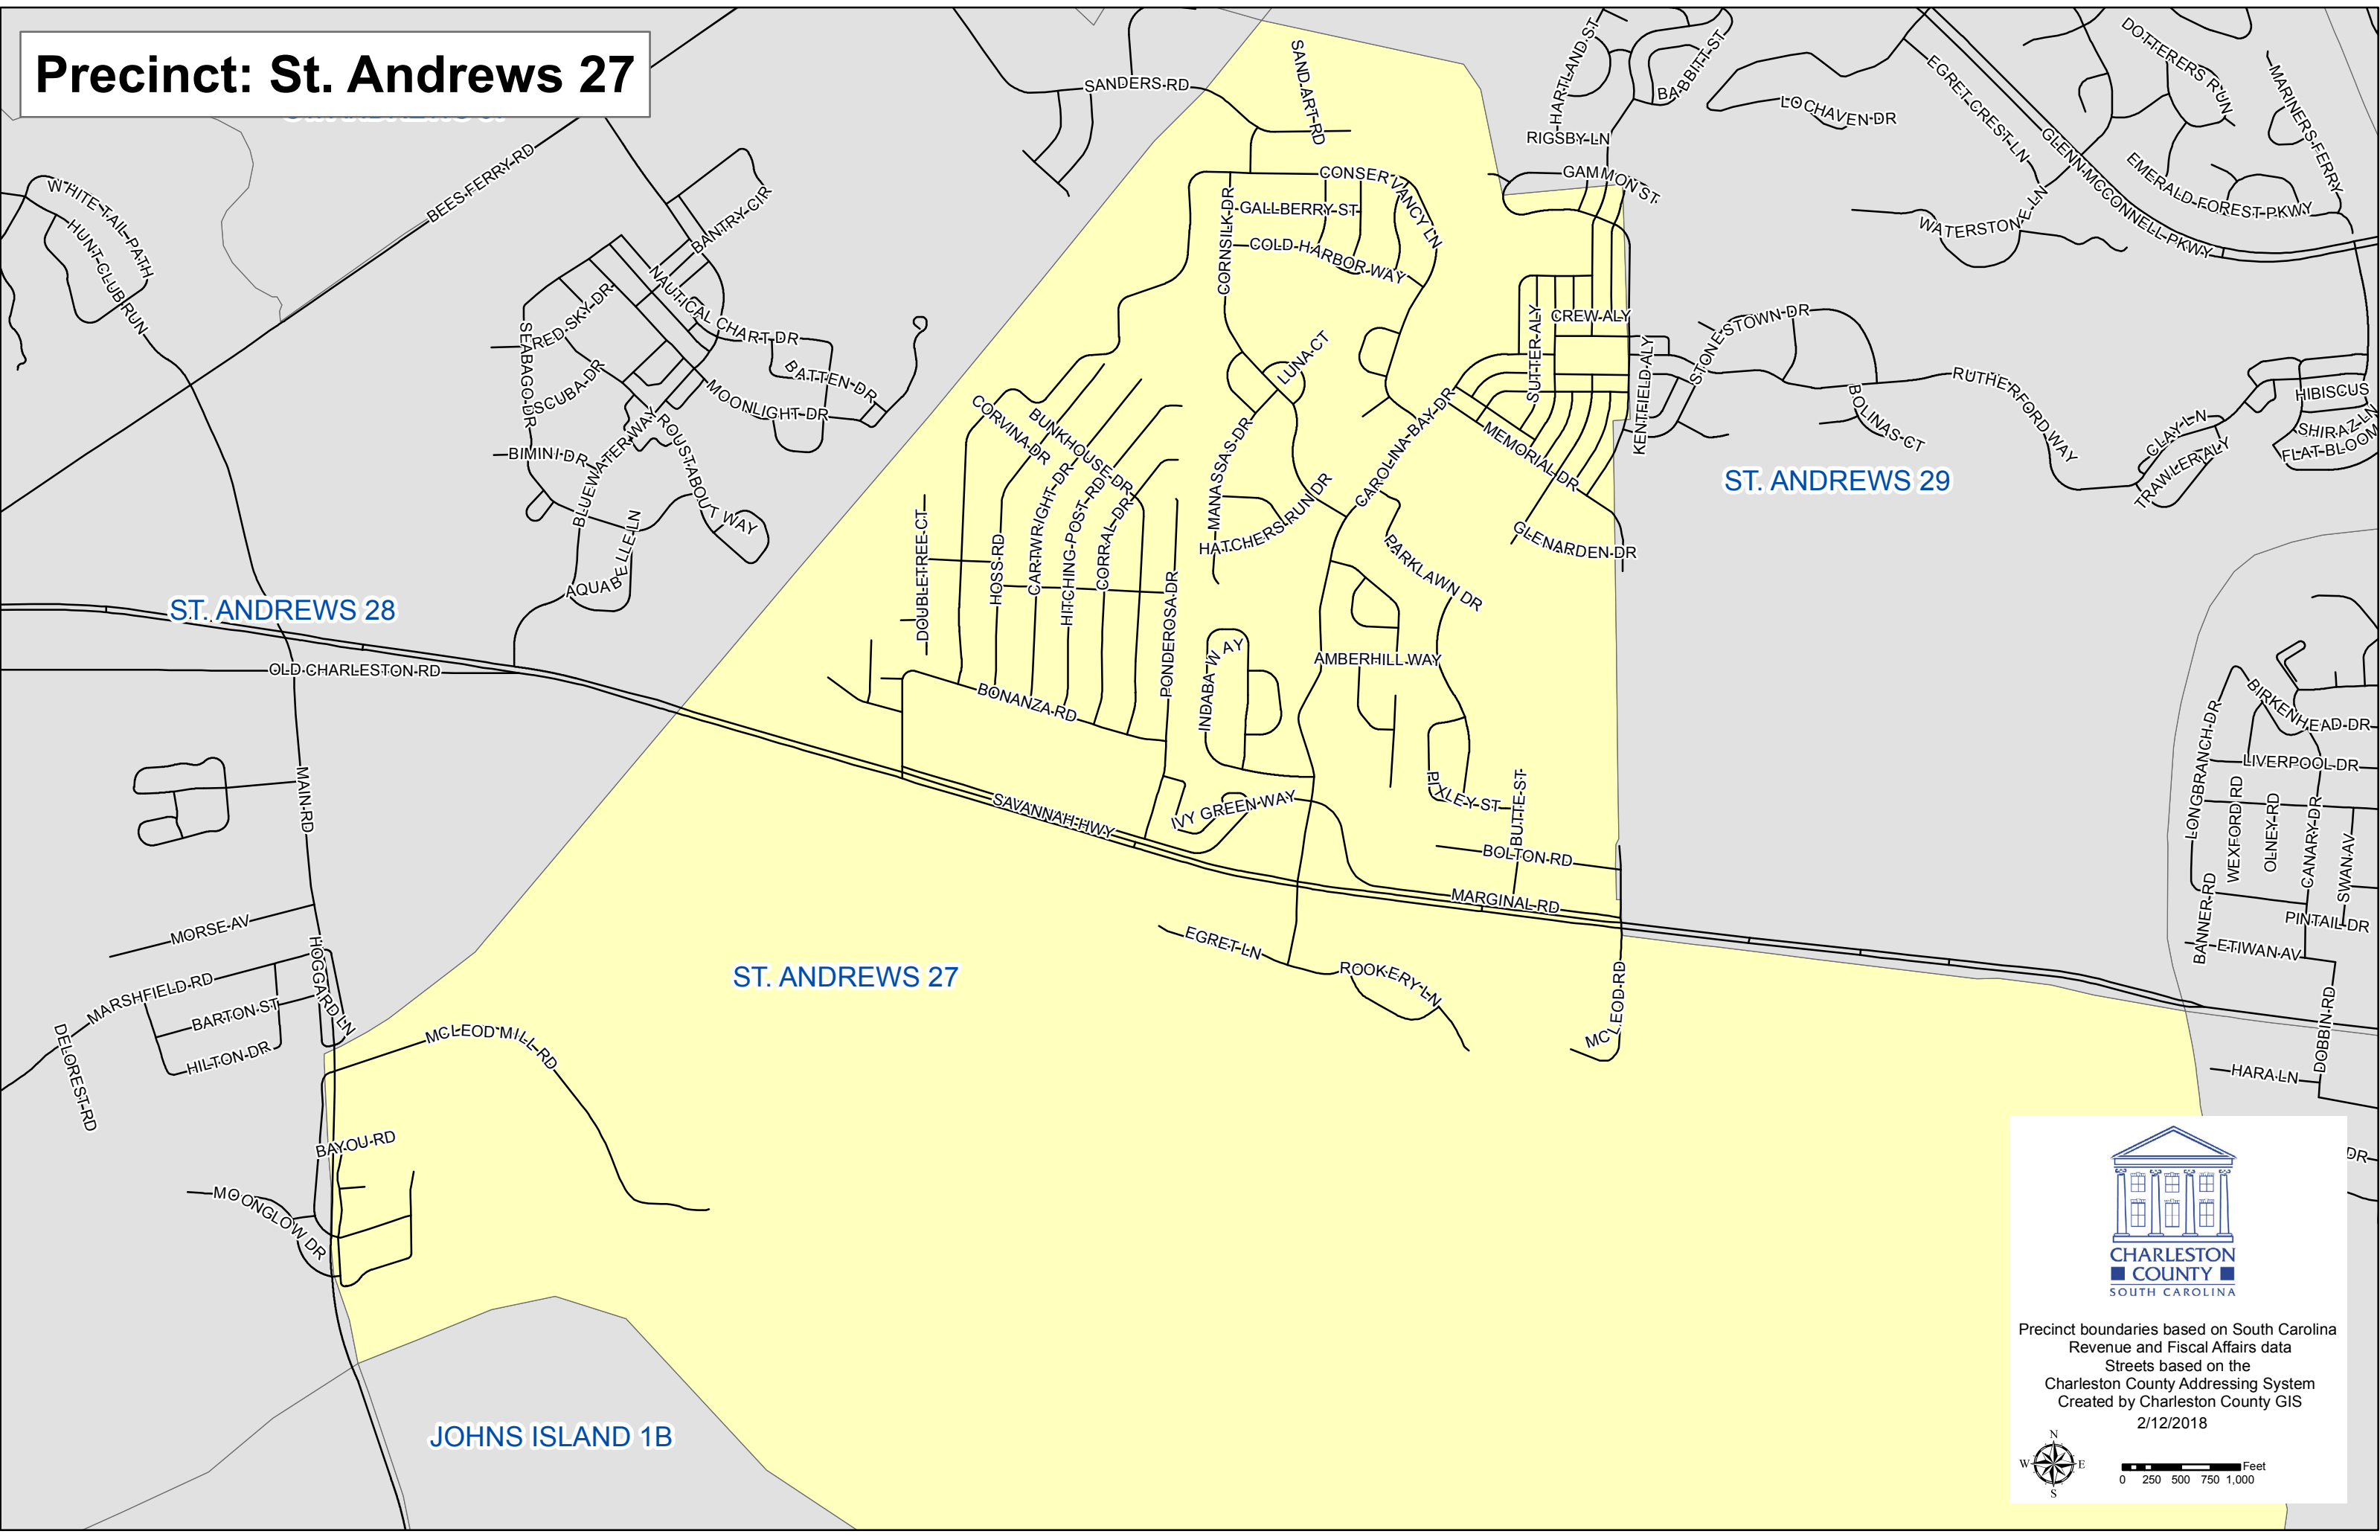 Precinct: St. Andrews 27
SANDERS RD
SAND ART RD
HARTLAND ST
BABBIT ST
RIGSBY LN
LOCHAVEN DR
EGRET CREST LN
GLENN MCCONNELL PKWY
DOTTERERS RUN
MARINERS FERRY
EMERALD FOREST PKWY
WATERSTONE LN
GAMMON ST
CONSERVANCY LN
GALLBERRY ST
COLD HARBOR WAY
CORNSILK DR
BEES FERRY RD
WHITE TAIL PATH
HUNT CLUB RUN
BANTRY CIR
NAUTICAL CHART DR
RED SKY DR
SEABAGO DR
SCUBA DR
BATTEN DR
MOONLIGHT DR
BIMINI DR
BLUEWATER WAY
ROUSTABOUT WAY
AQUABELLE LN
LUNA CT
CREW ALY
SUTTER ALY
KENTFIELD ALY
STONESTOWN DR
BOLINAS CT
RUTHERFORD WAY
CLAY LN
TRAWLER ALY
HIBISCUS
SHIRAZ LN
FLAT BLOOM
CORVINA DR
BUNKHOUSE DR
MANASSAS DR
HATCHERS RUN DR
CAROLINA BAY DR
MEMORIAL DR
GLENARDEN DR
PARKLAWN DR
ST. ANDREWS 29
DOUBLETREE CT
HOSS RD
CARTWRIGHT DR
HITCHING POST RD
CORRAL DR
PONDEROSA DR
ST. ANDREWS 28
OLD CHARLESTON RD
INDABA WAY
AMBERHILL WAY
BONANZA RD
SAVANNAH HWY
IVY GREEN WAY
PIXLEY ST
BUTTE ST
BOLTON RD
MARGINAL RD
MAIN RD
BIRKENHEAD DR
LONGBRANCH DR
LIVERPOOL DR
WEXFORD RD
OLNEY RD
CANARY DR
SWAN AV
BANNER RD
PINTAIL DR
ETIWAN AV
MORSE AV
HOGGARD LN
MARSHFIELD RD
BARTON ST
HILTON DR
DELOREST RD
EGRET LN
ROOKERY LN
MCLEOD RD
DOBBIN RD
HARA LN
ST. ANDREWS 27
MCLEOD MILL RD
BAYOU RD
MOONGLOW DR
DR
JOHNS ISLAND 1B
CHARLESTON
COUNTY
SOUTH CAROLINA
Precinct boundaries based on South Carolina
Revenue and Fiscal Affairs data
Streets based on the
Charleston County Addressing System
Created by Charleston County GIS
2/12/2018
N
W E
S
Feet
0 250 500 750 1,000